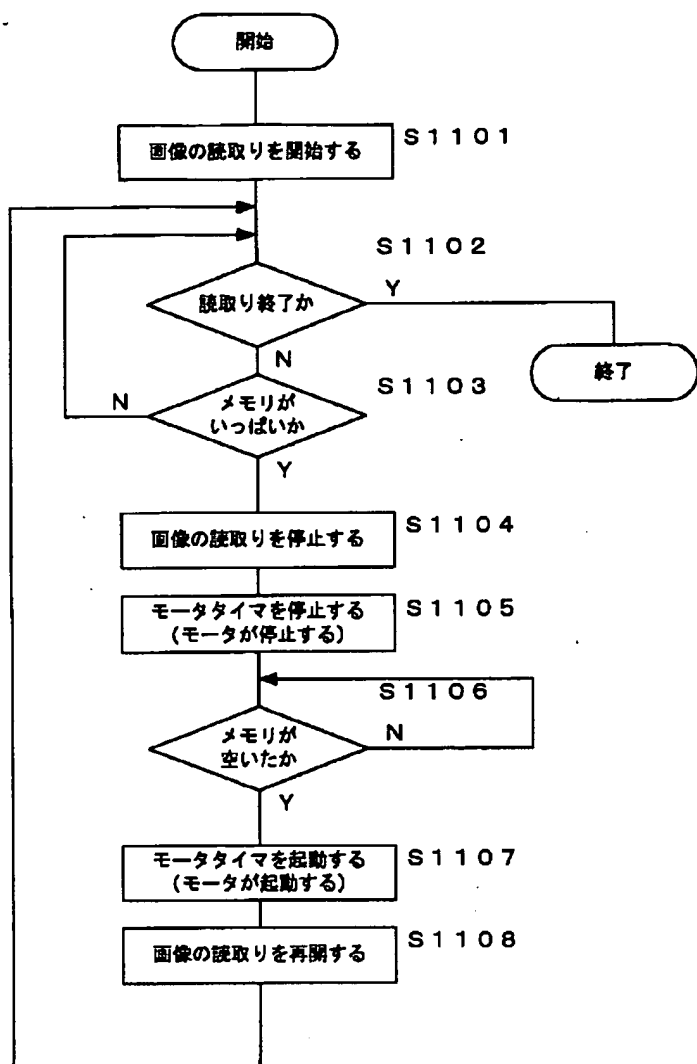 開始
画像の読取りを開始する
S1101
S1102
読取り終了か
Y
終了
N
S1103
メモリが
いっぱいか
N
Y
画像の読取りを停止する
S1104
モータタイマを停止する
(モータが停止する)
S1105
S1106
メモリが
空いたか
N
Y
モータタイマを起動する
(モータが起動する)
S1107
画像の読取りを再開する
S1108